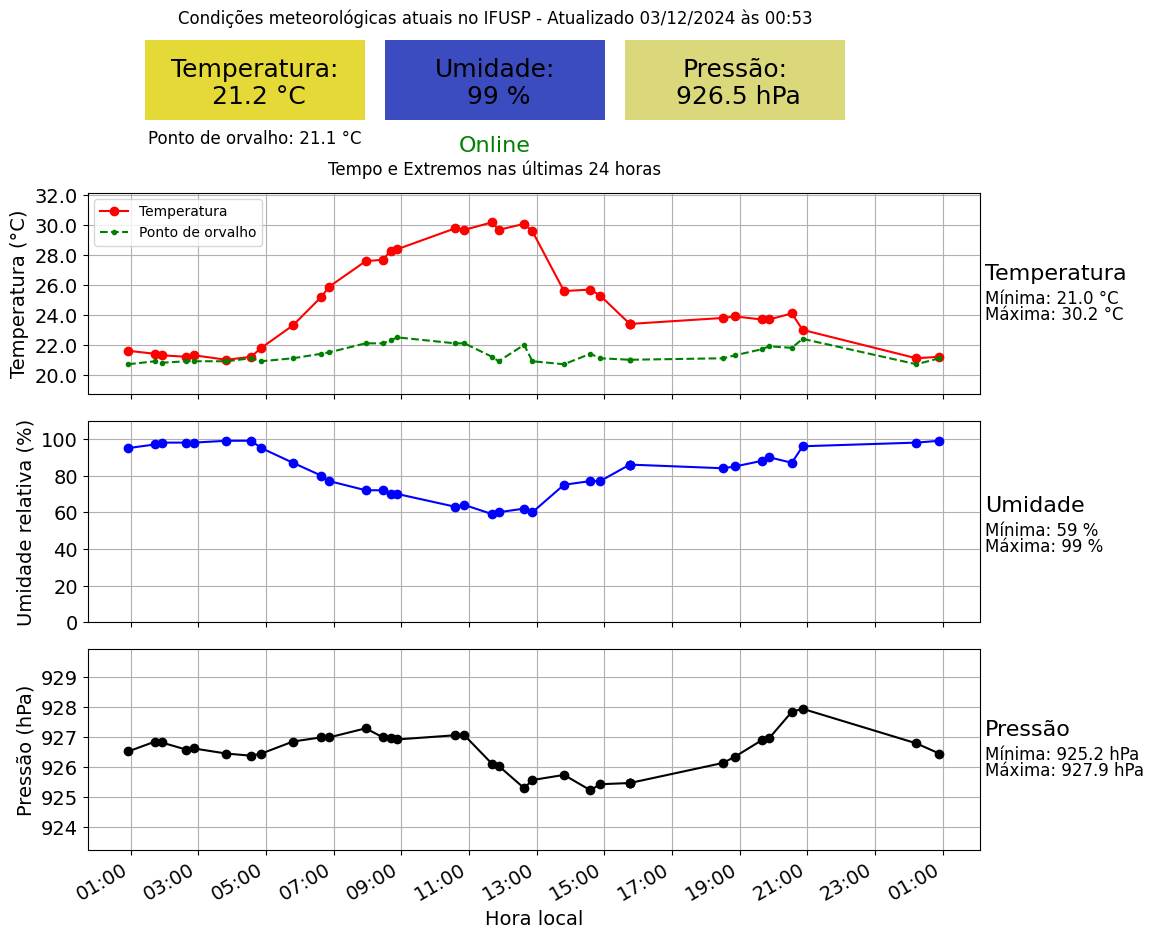 Condições meteorológicas atuais no IFUSP - Atualizado 03/12/2024 às 00:53
Temperatura:
21.2 °C
Umidade:
99 %
Pressão:
926.5 hPa
Ponto de orvalho: 21.1 °C
Online
Tempo e Extremos nas últimas 24 horas
Temperatura (°C)
32.0
30.0
28.0
26.0
24.0
22.0
20.0
Temperatura
Ponto de orvalho
Temperatura
Mínima: 21.0 °C
Máxima: 30.2 °C
Umidade relativa (%)
100
80
60
40
20
0
Umidade
Mínima: 59 %
Máxima: 99 %
Pressão (hPa)
929
928
927
926
925
924
Pressão
Mínima: 925.2 hPa
Máxima: 927.9 hPa
01:00 03:00 05:00 07:00 09:00 11:00 13:00 15:00 17:00 19:00 21:00 23:00 01:00
Hora local